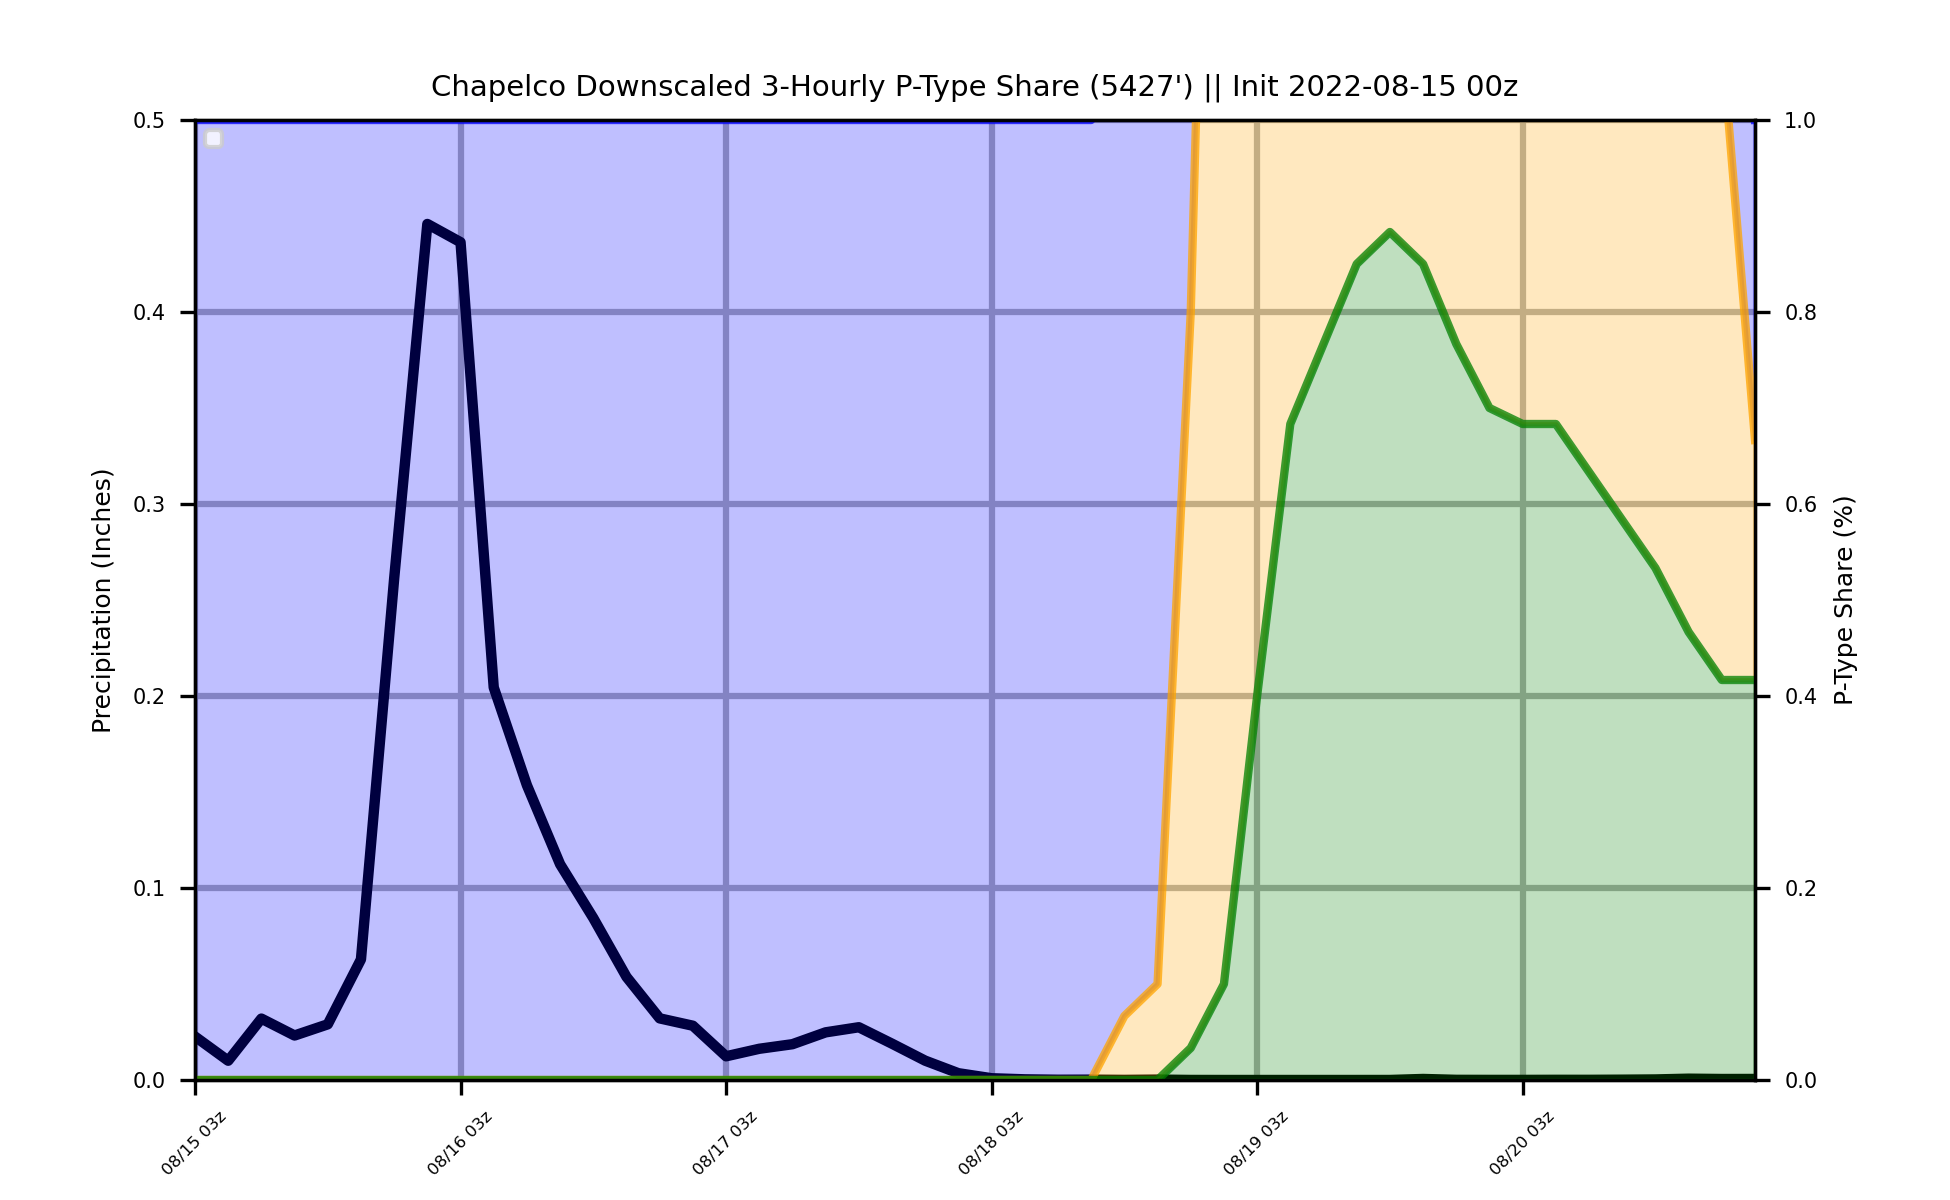 Chapelco Downscaled 3-Hourly P-Type Share (5427') || Init 2022-08-15 00z
0.5
0.4
0.3
0.2
0.1
0.0
Precipitation (Inches)
1.0
0.8
0.6
0.4
0.2
0.0
P-Type Share (%)
08/15 03z
08/16 03z
08/17 03z
08/18 03z
08/19 03z
08/20 03z